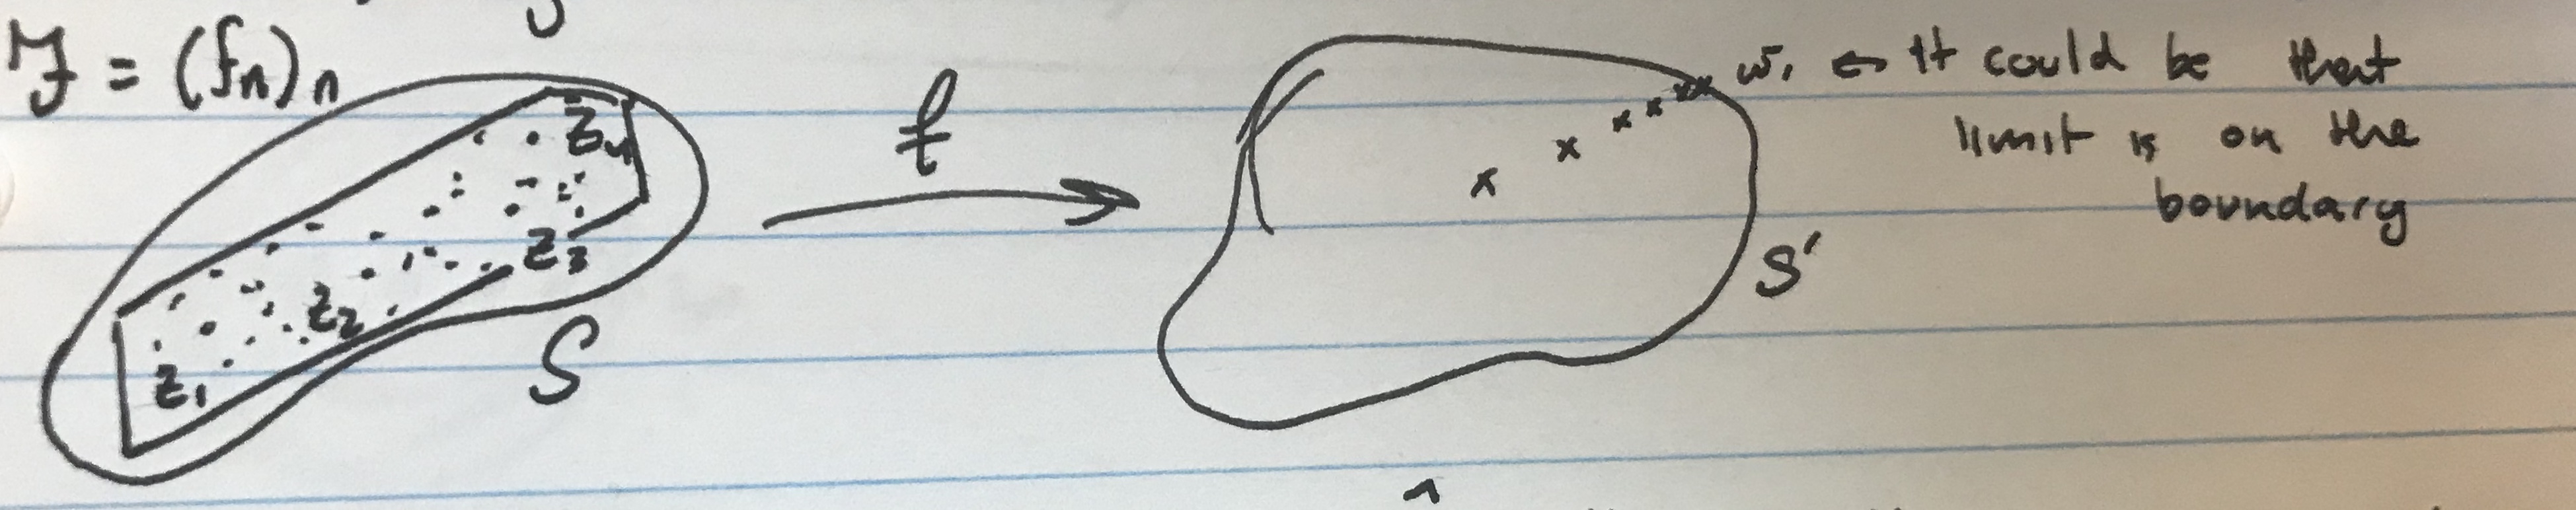 F = (fn)n
z4
z3
z2
z1
S
f
w1 ← It could be that
limit is on the
boundary
S'